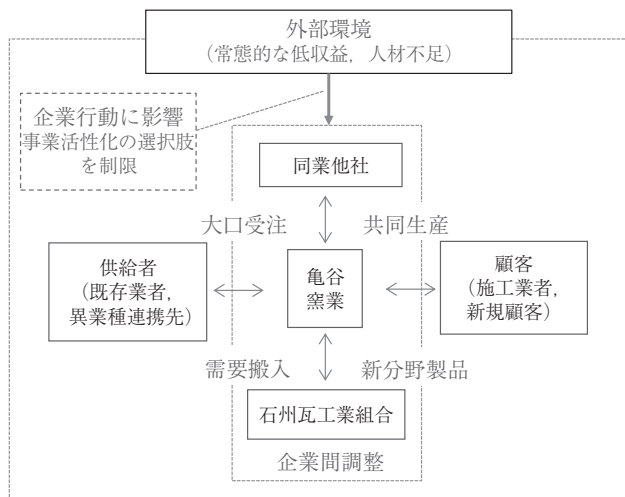 外部環境
（常態的な低収益，人材不足）
企業行動に影響
事業活性化の選択肢
を制限
同業他社
大口受注
共同生産
供給者
（既存業者，
異業種連携先）
亀谷
窯業
顧客
（施工業者，
新規顧客）
需要搬入
新分野製品
石州瓦工業組合
企業間調整